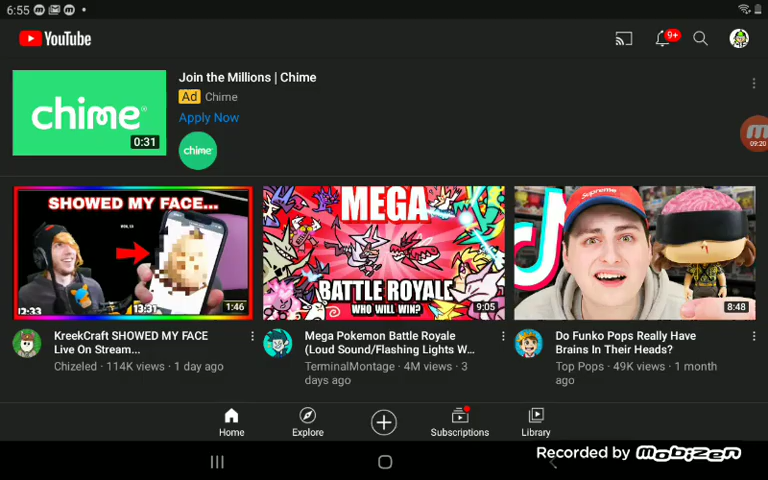 6:55
YouTube
9+
chime
0:31
Join the Millions | Chime
Ad Chime
Apply Now
chime
09:20
SHOWED MY FACE...
12:33
13:31
1:46
MEGA
BATTLE ROYALE
WHO WILL WIN?
9:05
Supreme
8:48
KreekCraft SHOWED MY FACE
Live On Stream...
Chizeled · 114K views · 1 day ago
Mega Pokemon Battle Royale
(Loud Sound/Flashing Lights W...
TerminalMontage · 4M views · 3
days ago
Do Funko Pops Really Have
Brains In Their Heads?
Top Pops · 49K views · 1 month
ago
Home
Explore
Subscriptions
Library
Recorded by mobizen